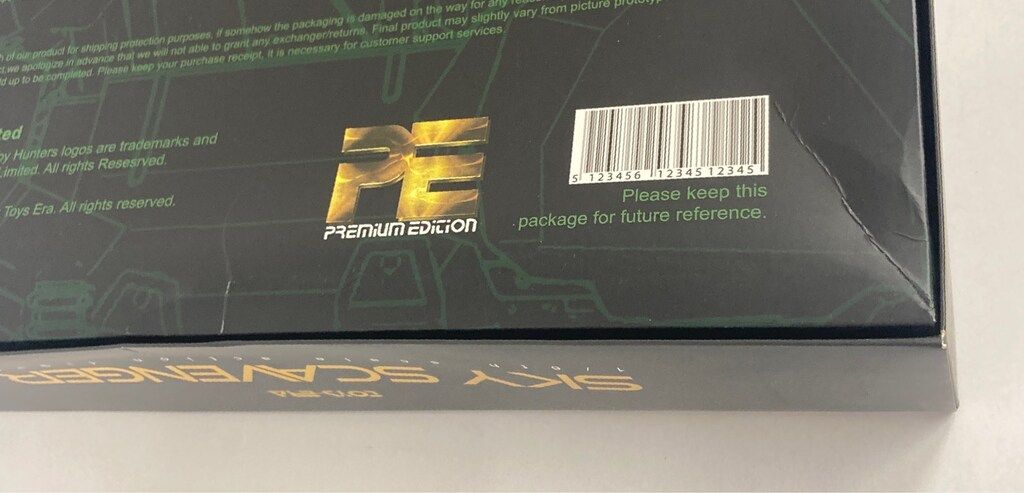 h of our product for shipping protection purposes, if somehow the packaging is damaged on the way for any
ct,we apologize in advance that we will not able to grant any exchanger/returns. Final product may slightly vary from picture prototyp
d up to be completed. Please keep your purchase receipt, it is necessary for customer support services.
ted
by Hunters logos are trademarks and
Limited. All rights Resesrved.
Toys Era. All rights reserved.
PE
PREMIUM EDITION
5 123456 12345 12345
Please keep this
package for future reference.
SKY SCAVENGER
TOYS ERA